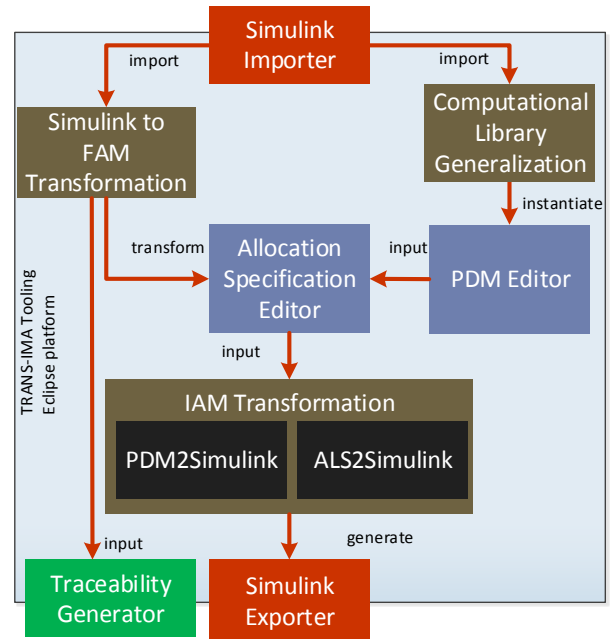 Simulink
Importer
import
import
Simulink to
FAM
Transformation
Computational
Library
Generalization
instantiate
transform
Allocation
Specification
Editor
input
PDM Editor
TRANS-IMA Tooling
Eclipse platform
input
IAM Transformation
PDM2Simulink
ALS2Simulink
generate
input
Traceability
Generator
Simulink
Exporter